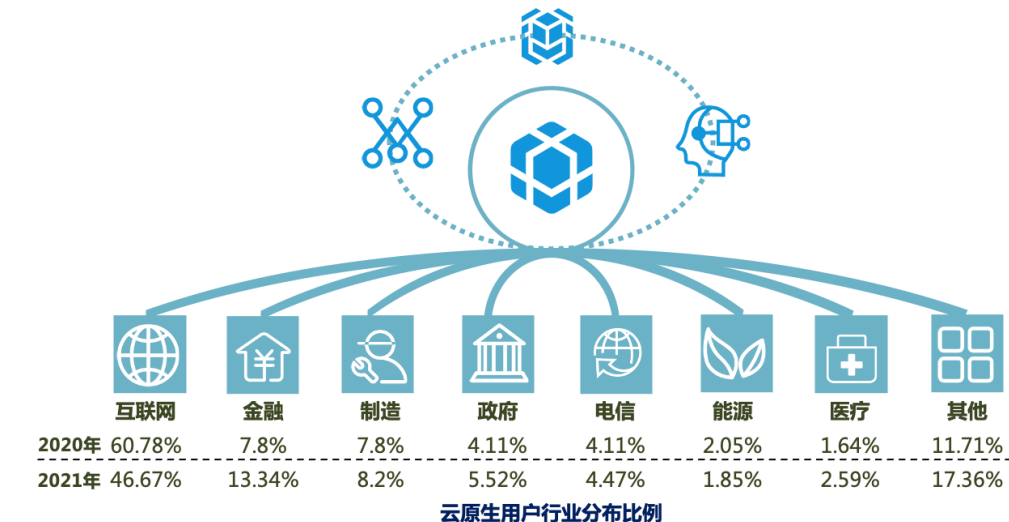 互联网 金融 制造 政府 电信 能源 医疗 其他
2020年 60.78% 7.8% 7.8% 4.11% 4.11% 2.05% 1.64% 11.71%
2021年 46.67% 13.34% 8.2% 5.52% 4.47% 1.85% 2.59% 17.36%
云原生用户行业分布比例